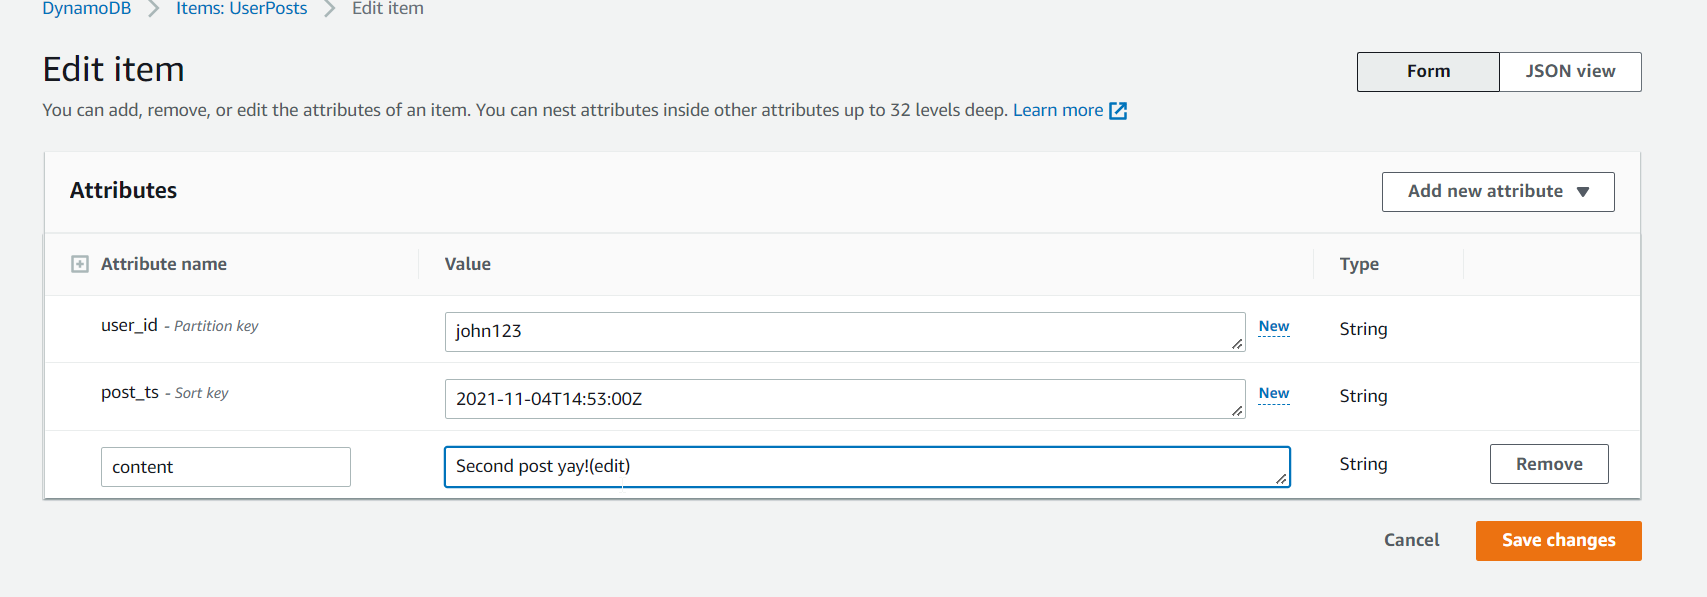 DynamoDB > Items: UserPosts > Edit item
Edit item
Form JSON view
You can add, remove, or edit the attributes of an item. You can nest attributes inside other attributes up to 32 levels deep. Learn more
Attributes
Add new attribute
Attribute name Value Type
user_id - Partition key john123 New String
post_ts - Sort key 2021-11-04T14:53:00Z New String
content Second post yay!(edit) String Remove
Cancel Save changes